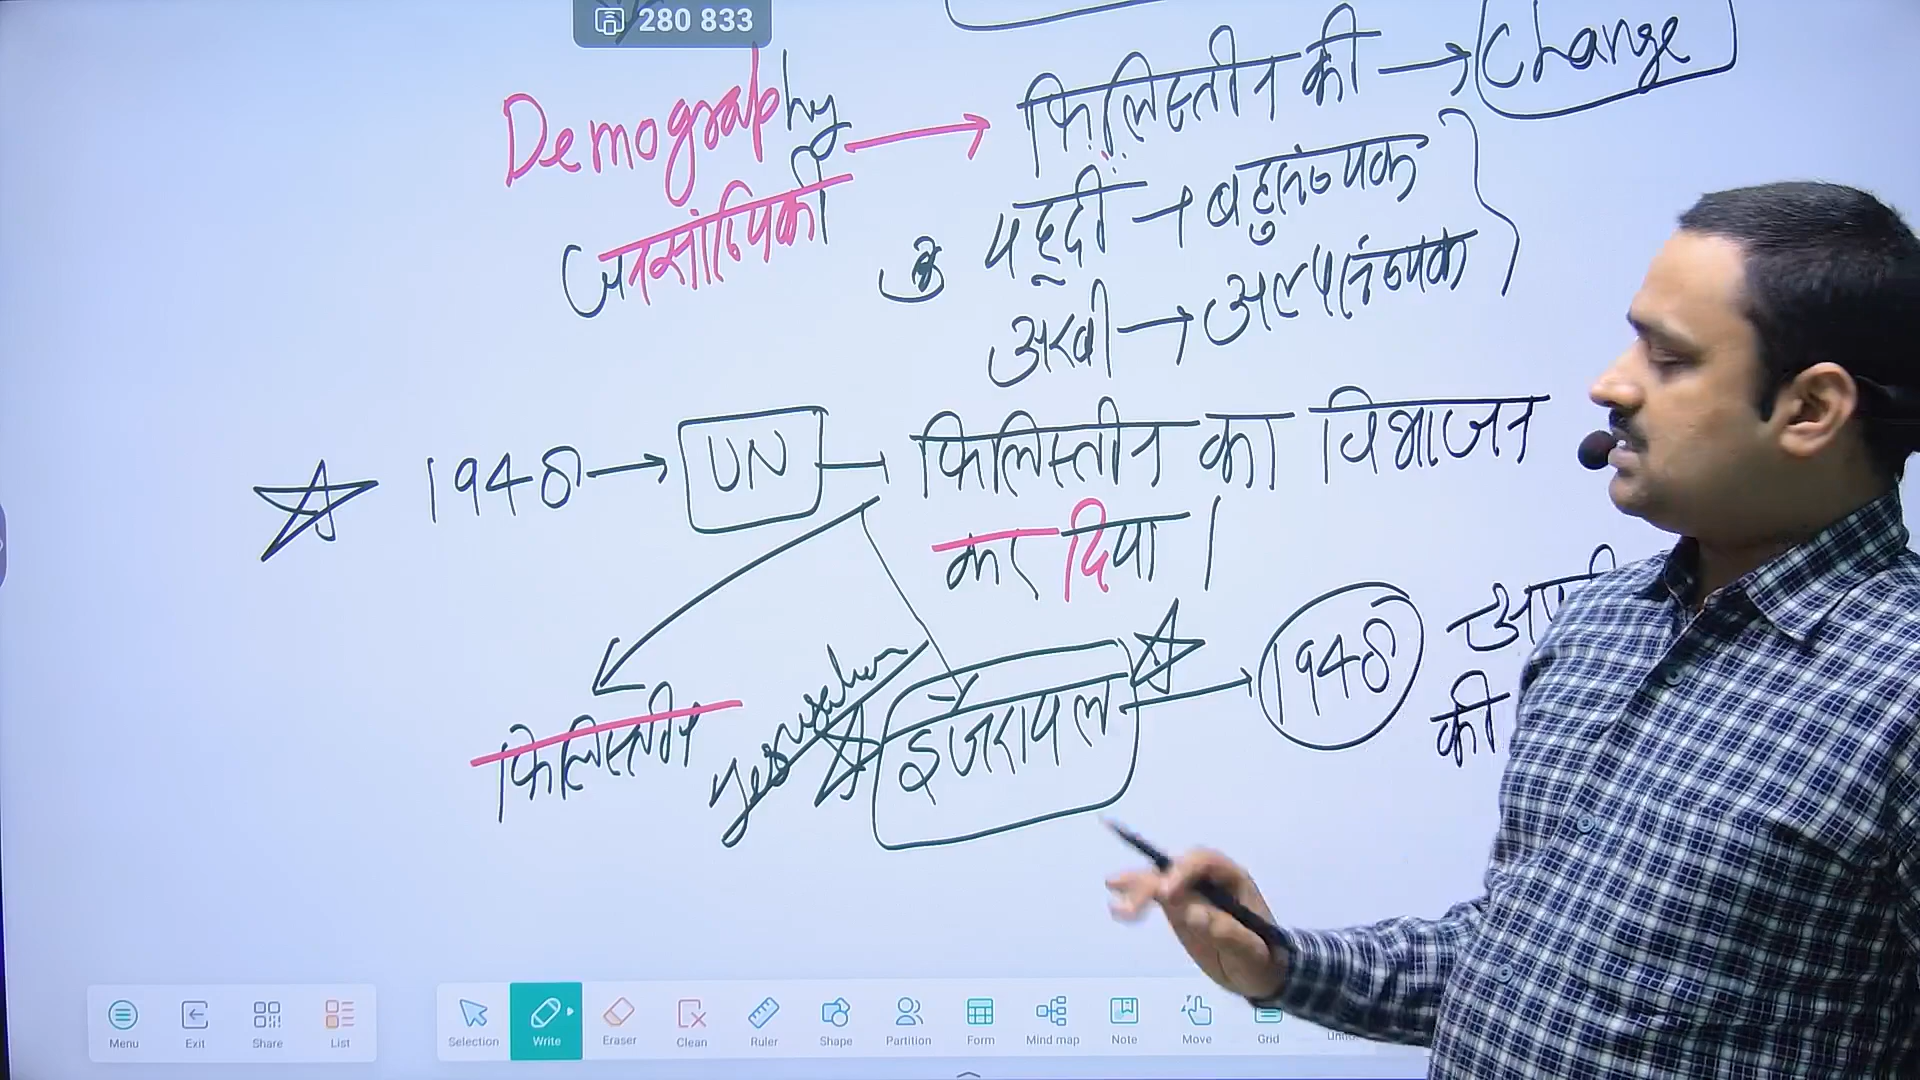 280 833
Demography → फिलिस्तीन की → Change
जनसांख्यिकी
यहूदी → बहुसंख्यक
अरबी → अल्पसंख्यक
1948 → UN → फिलिस्तीन का विभाजन
कर दिया।
फिलिस्तीन
Jerusalem
इजरायल → 1948
की
Menu Exit Share List Selection Write Eraser Clean Ruler Shape Partition Form Mind map Note Move Grid Undo